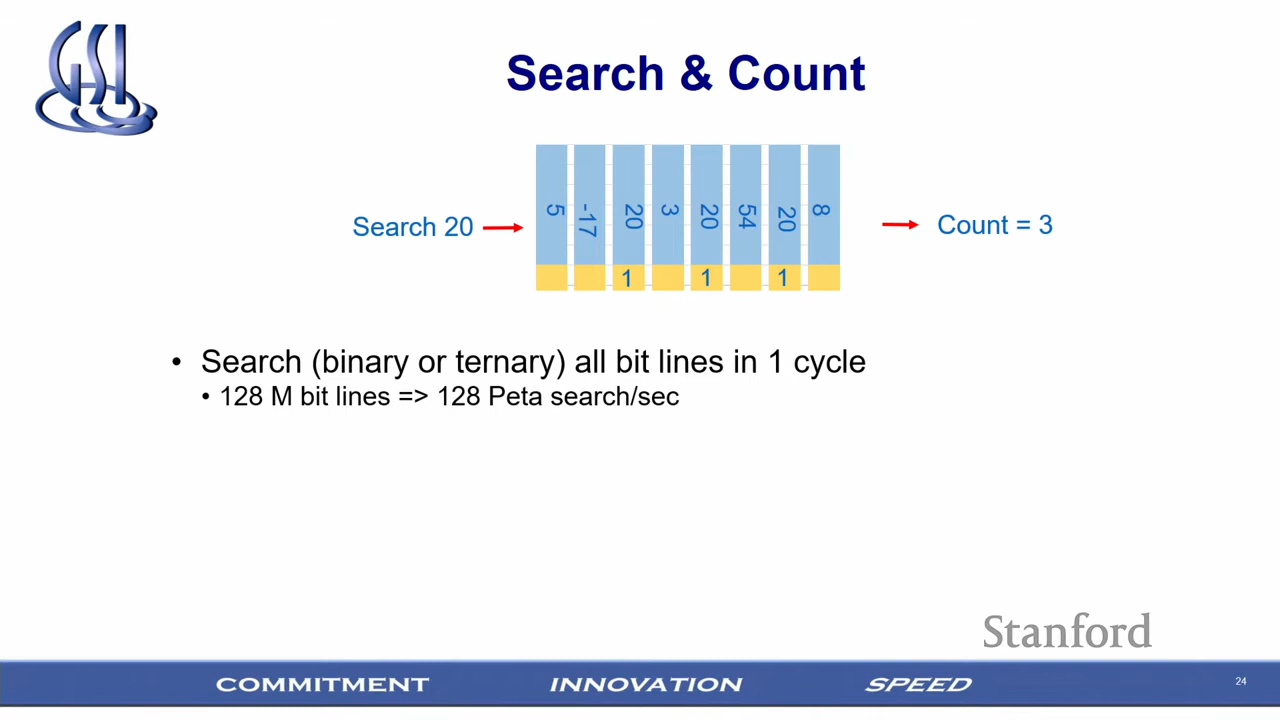 GSI
Search & Count
Search 20
5 -17 20 3 20 54 20 8
1 1 1
Count = 3
• Search (binary or ternary) all bit lines in 1 cycle
• 128 M bit lines => 128 Peta search/sec
Stanford
COMMITMENT INNOVATION SPEED 24